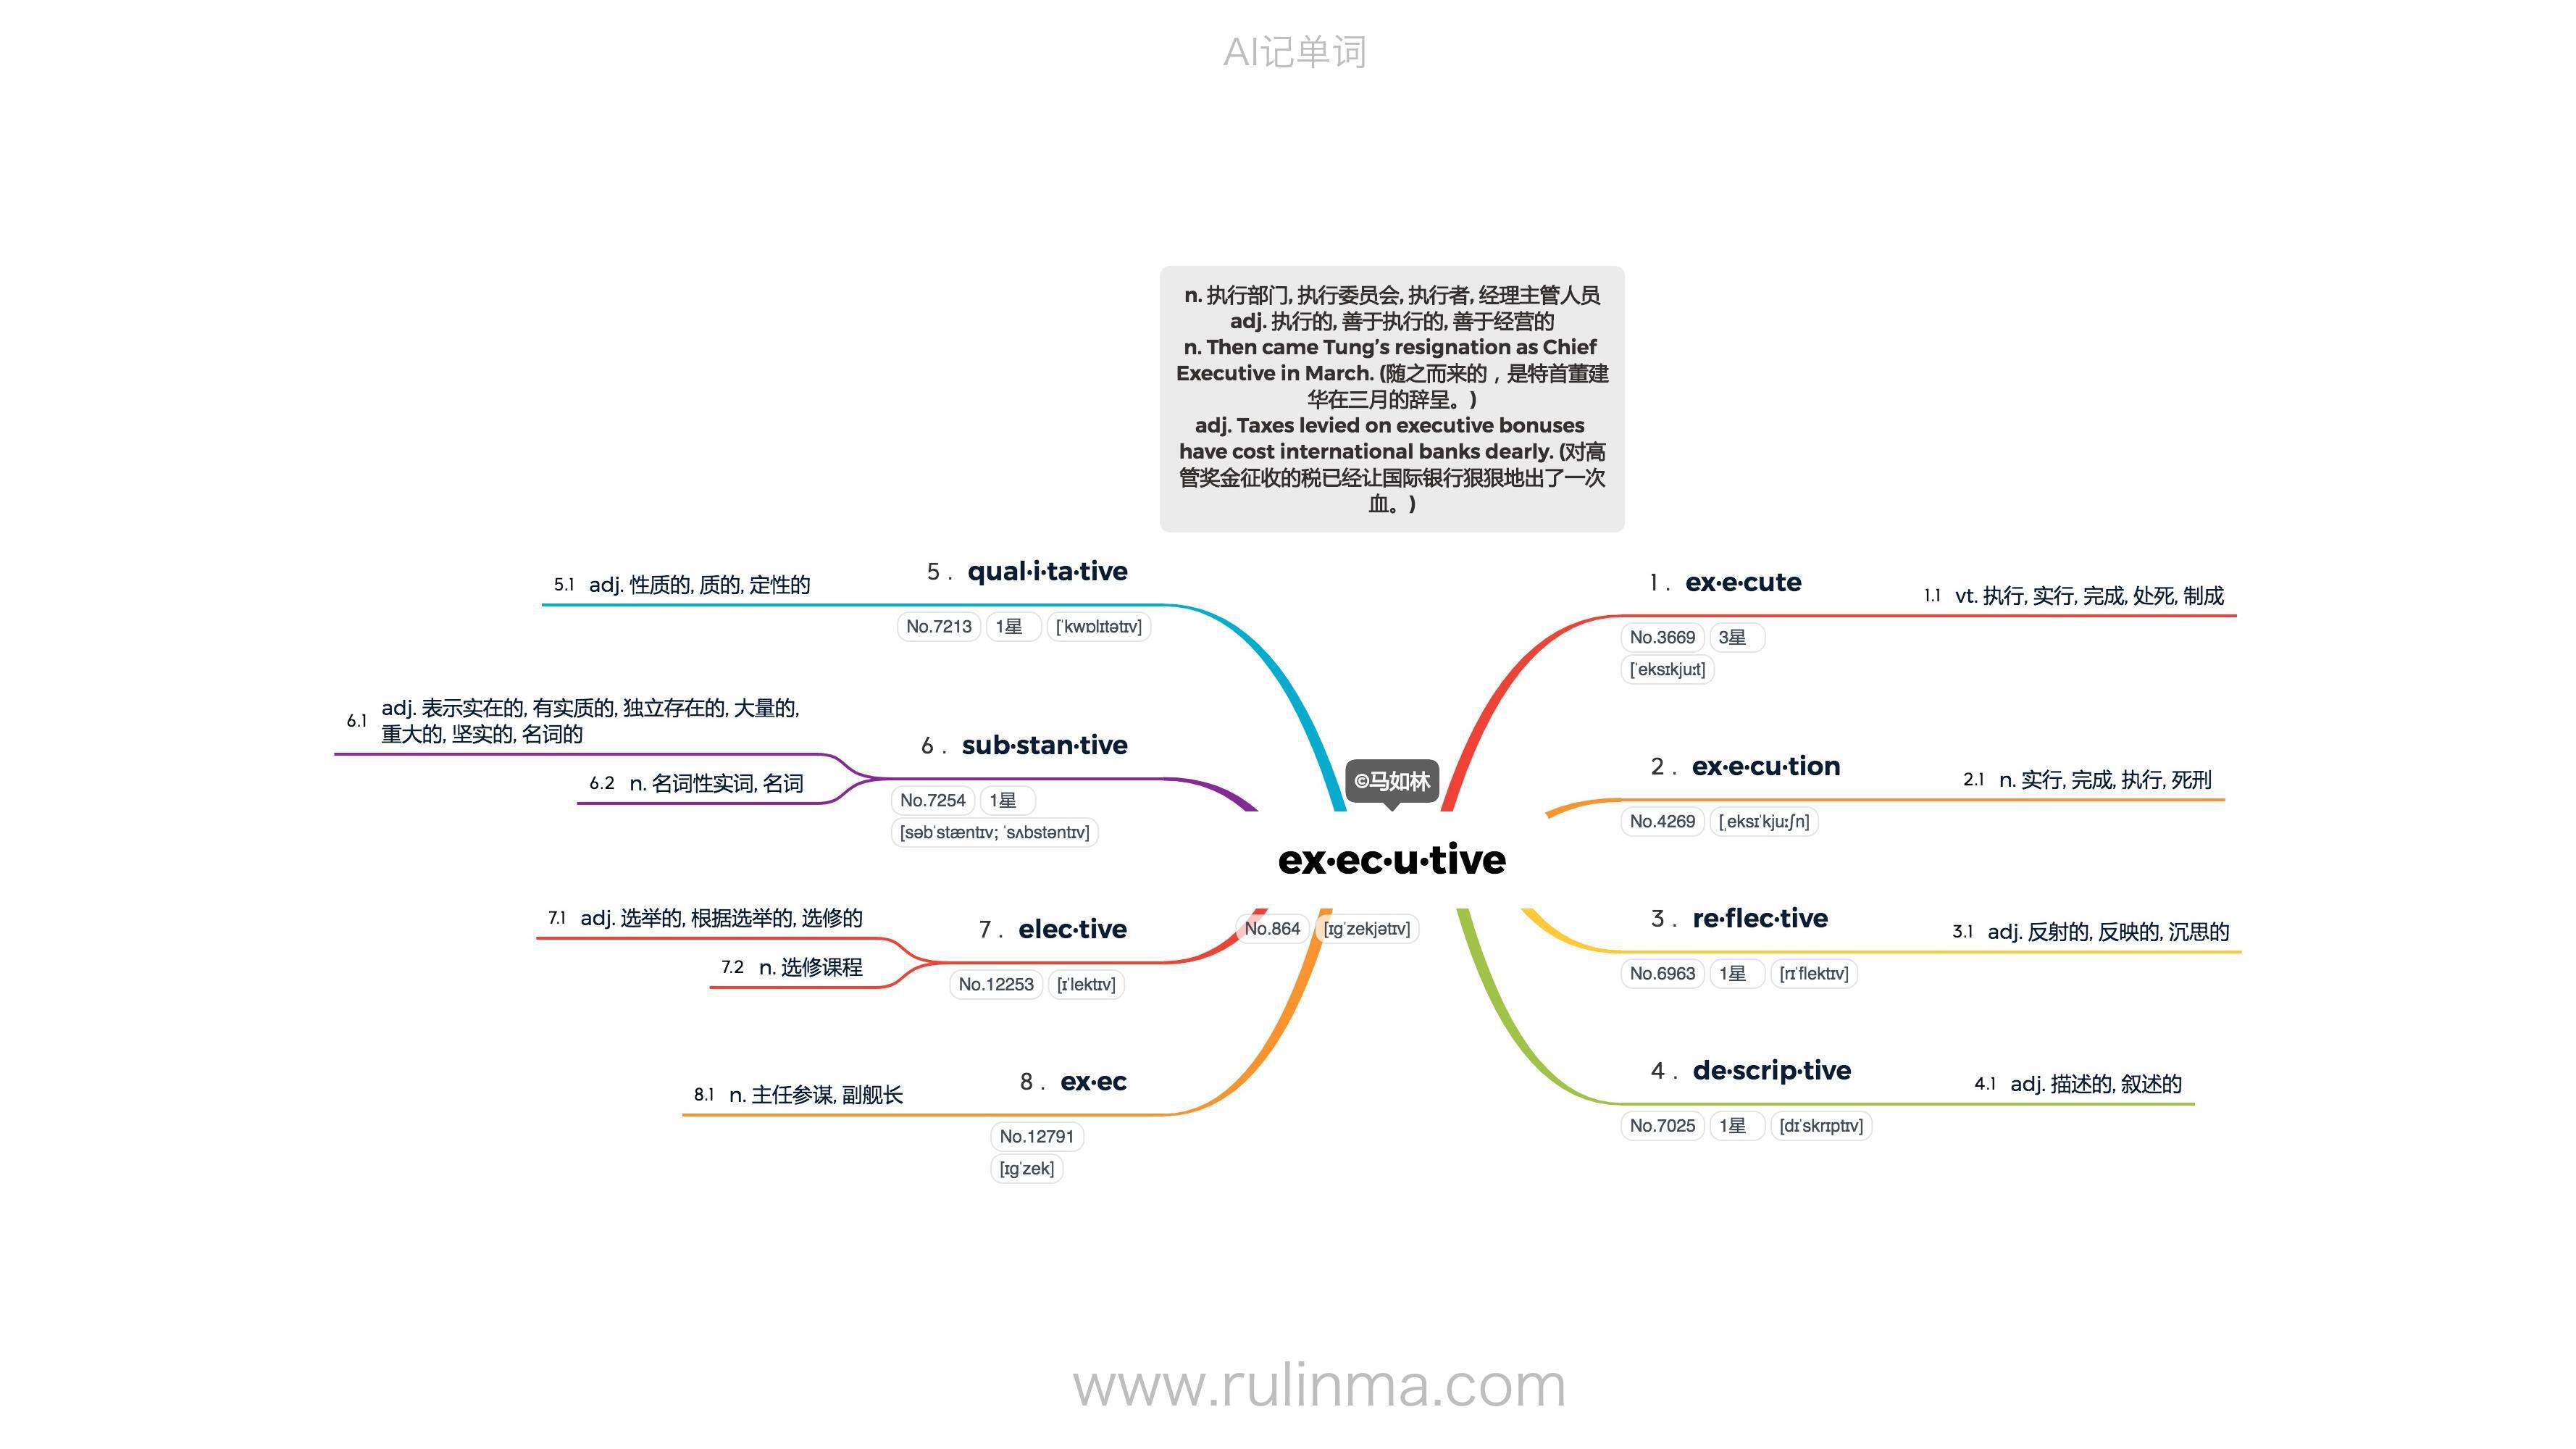 AI记单词
n. 执行部门, 执行委员会, 执行者, 经理主管人员
adj. 执行的, 善于执行的, 善于经营的
n. Then came Tung’s resignation as Chief
Executive in March. (随之而来的，是特首董建
华在三月的辞呈。)
adj. Taxes levied on executive bonuses
have cost international banks dearly. (对高
管奖金征收的税已经让国际银行狠狠地出了一次
血。)
©马如林
ex·ec·u·tive
No.864 [ɪɡˈzekjətɪv]
1 . ex·e·cute
No.3669 3星
[ˈeksɪkjuːt]
1.1 vt. 执行, 实行, 完成, 处死, 制成
2 . ex·e·cu·tion
No.4269 [ˌeksɪˈkjuːʃn]
2.1 n. 实行, 完成, 执行, 死刑
3 . re·flec·tive
No.6963 1星 [rɪˈflektɪv]
3.1 adj. 反射的, 反映的, 沉思的
4 . de·scrip·tive
No.7025 1星 [dɪˈskrɪptɪv]
4.1 adj. 描述的, 叙述的
5 . qual·i·ta·tive
No.7213 1星 [ˈkwɒlɪtətɪv]
5.1 adj. 性质的, 质的, 定性的
6 . sub·stan·tive
No.7254 1星
[səbˈstæntɪv; ˈsʌbstəntɪv]
6.1 adj. 表示实在的, 有实质的, 独立存在的, 大量的,
重大的, 坚实的, 名词的
6.2 n. 名词性实词, 名词
7 . elec·tive
No.12253 [ɪˈlektɪv]
7.1 adj. 选举的, 根据选举的, 选修的
7.2 n. 选修课程
8 . ex·ec
No.12791
[ɪɡˈzek]
8.1 n. 主任参谋, 副舰长
www.rulinma.com